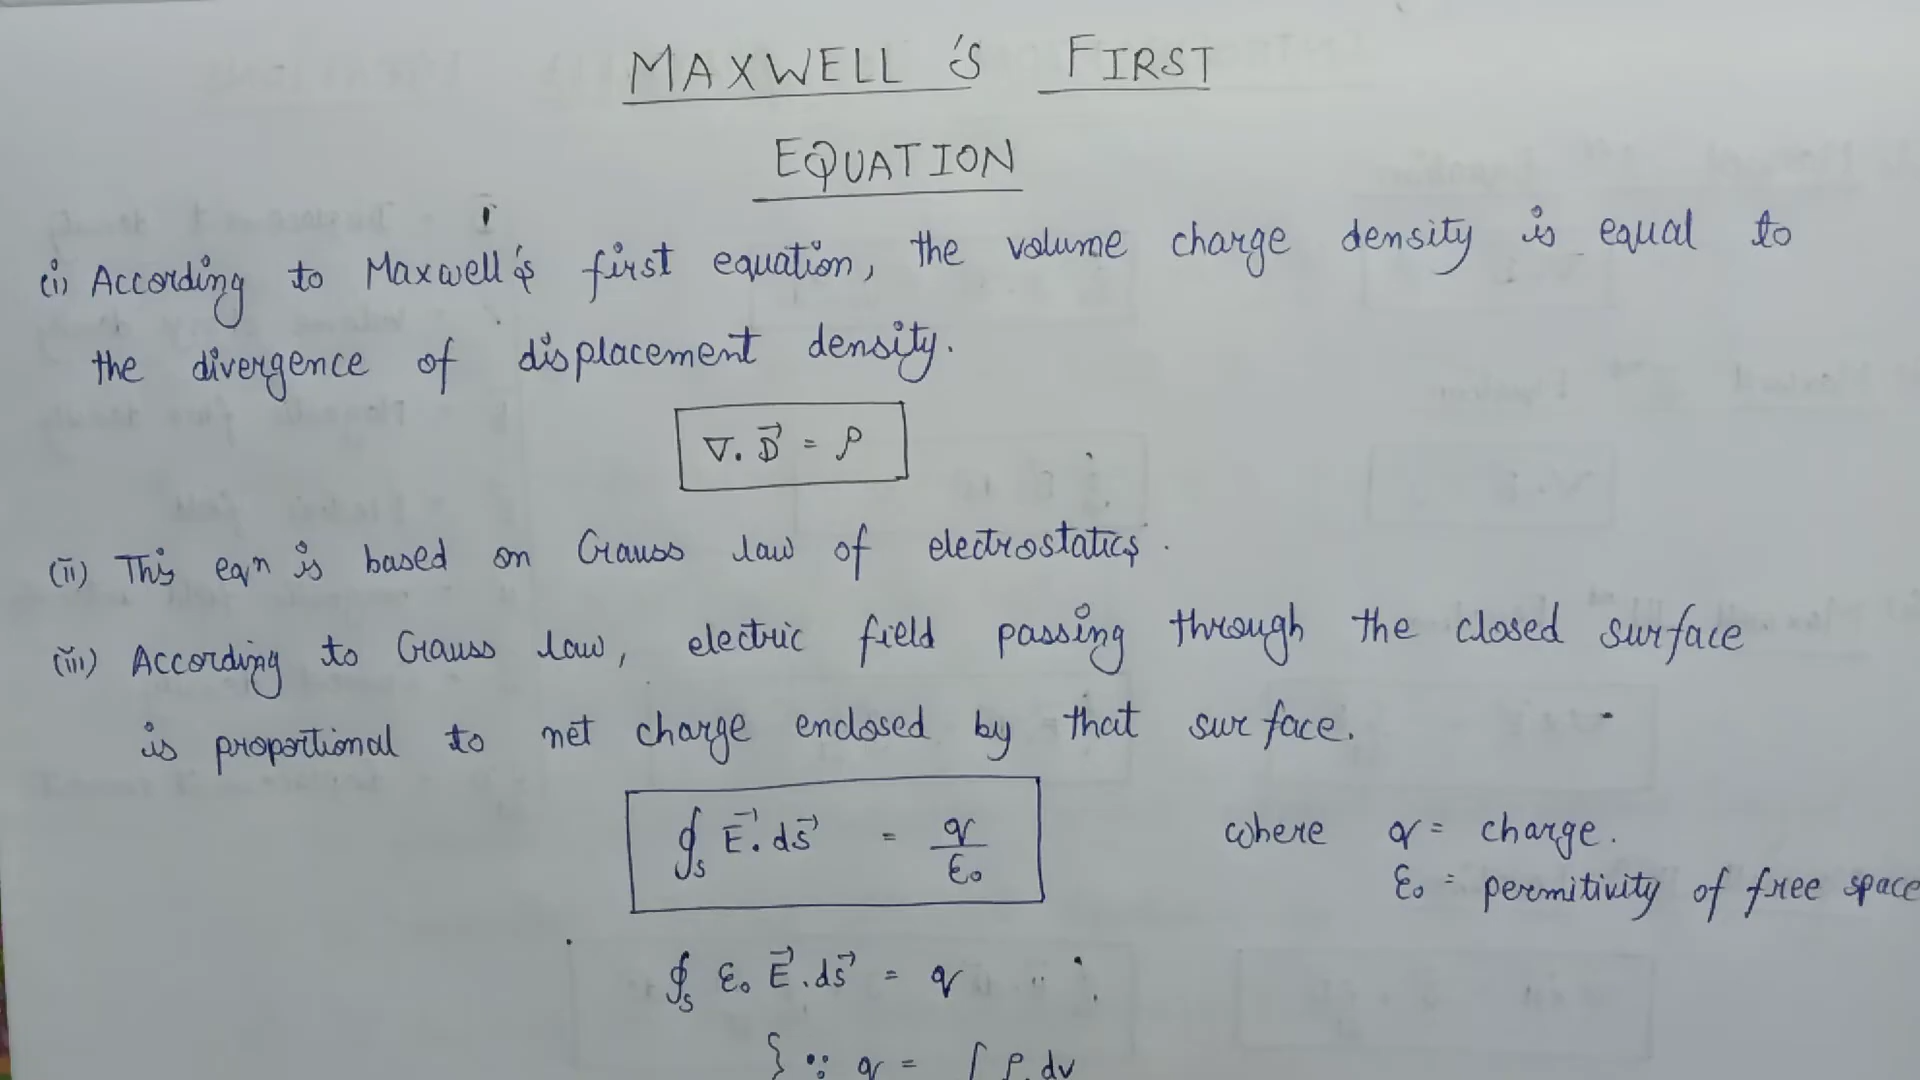 MAXWELL'S FIRST
EQUATION
(i) According to Maxwell's first equation, the volume charge density is equal to
the divergence of displacement density.
∇. D⃗ = ρ
(ii) This eqn is based on Gauss law of electrostatics.
(iii) According to Gauss law, electric field passing through the closed surface
is proportional to net charge enclosed by that surface.
∮s E⃗. ds⃗ = q/ε₀ where q = charge.
ε₀ = permitivity of free space
∮s ε₀ E⃗. ds⃗ = q
{ ∵ q = ∫ ρ. dv